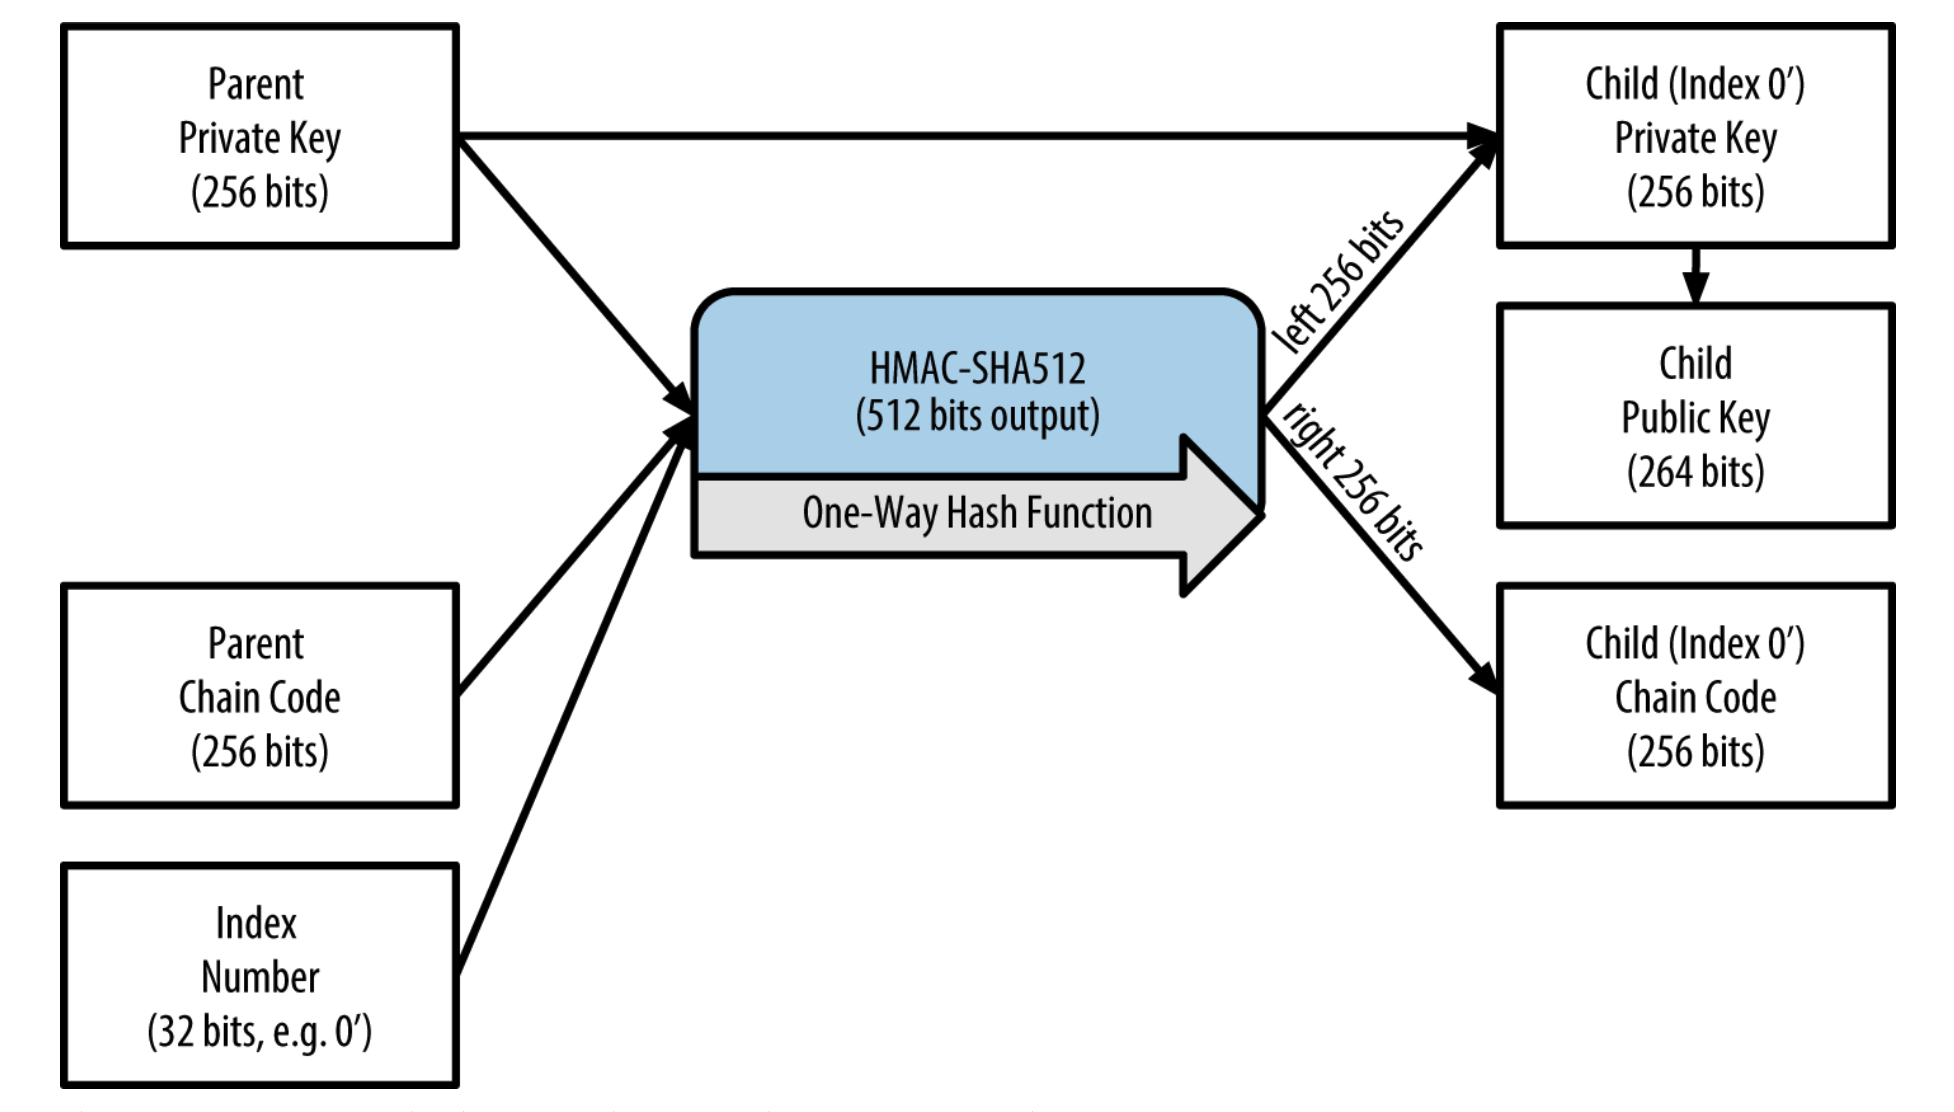 Parent
Private Key
(256 bits)
Child (Index 0’)
Private Key
(256 bits)
left 256 bits
HMAC-SHA512
(512 bits output)
One-Way Hash Function
right 256 bits
Child
Public Key
(264 bits)
Parent
Chain Code
(256 bits)
Child (Index 0’)
Chain Code
(256 bits)
Index
Number
(32 bits, e.g. 0’)